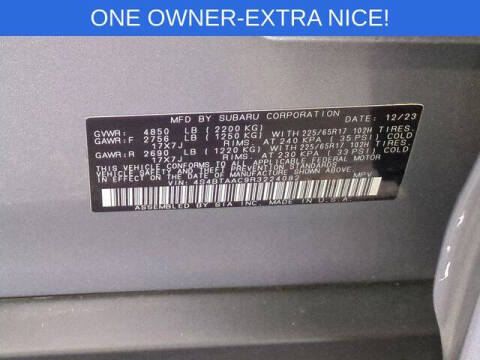 ONE OWNER-EXTRA NICE!
MFD BY SUBARU CORPORATION DATE: 12/23
GVWR: 4850 LB (2200 KG)
GAWR: F 2756 LB (1250 KG) WITH 225/65R17 102H TIRES,
17X7J RIMS, AT 240 KPA (35 PSI) COLD
GAWR: R 2690 LB (1220 KG) WITH 225/65R17 102H TIRES,
17X7J RIMS, AT 230 KPA (33 PSI) COLD
THIS VEHICLE CONFORMS TO ALL APPLICABLE FEDERAL MOTOR
VEHICLE SAFETY AND THEFT PREVENTION STANDARDS
IN EFFECT ON THE DATE OF MANUFACTURE SHOWN ABOVE.
VIN: 4S4BTAAC9R3224082 MPV
ASSEMBLED BY SIA INC. MADE IN U.S.A.